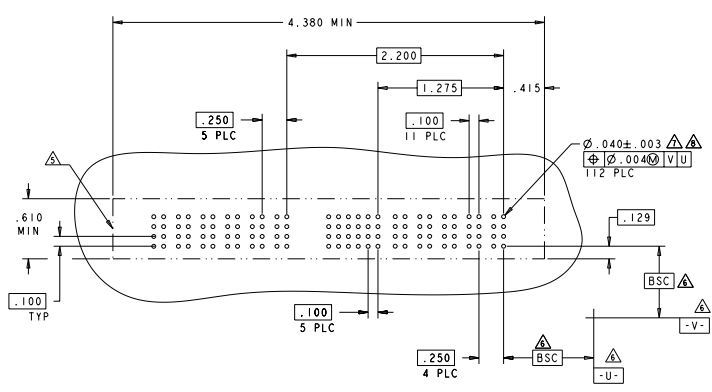 4.380 MIN
2.200
1.275
.415
.250
5 PLC
.100
11 PLC
Ø.040±.003 7 8
⌖ Ø.004Ⓜ V U
112 PLC
5
.610
MIN
.129
BSC 6
.100
TYP
.100
5 PLC
6
-V-
.250
4 PLC
6
BSC
6
-U-